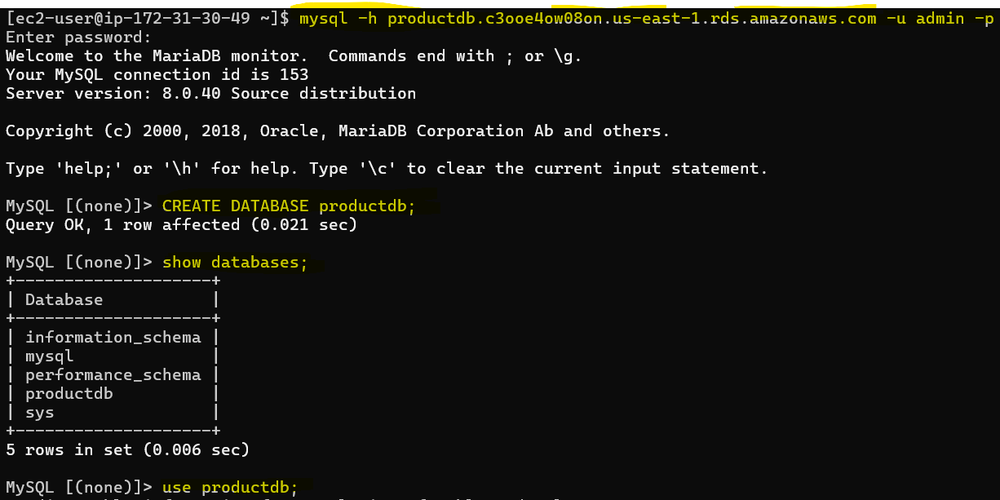 [ec2-user@ip-172-31-30-49 ~]$ mysql -h productdb.c3ooe4ow08on.us-east-1.rds.amazonaws.com -u admin -p
Enter password:
Welcome to the MariaDB monitor.  Commands end with ; or \g.
Your MySQL connection id is 153
Server version: 8.0.40 Source distribution

Copyright (c) 2000, 2018, Oracle, MariaDB Corporation Ab and others.

Type 'help;' or '\h' for help. Type '\c' to clear the current input statement.

MySQL [(none)]> CREATE DATABASE productdb;
Query OK, 1 row affected (0.021 sec)

MySQL [(none)]> show databases;
+--------------------+
| Database           |
+--------------------+
| information_schema |
| mysql              |
| performance_schema |
| productdb          |
| sys                |
+--------------------+
5 rows in set (0.006 sec)

MySQL [(none)]> use productdb;